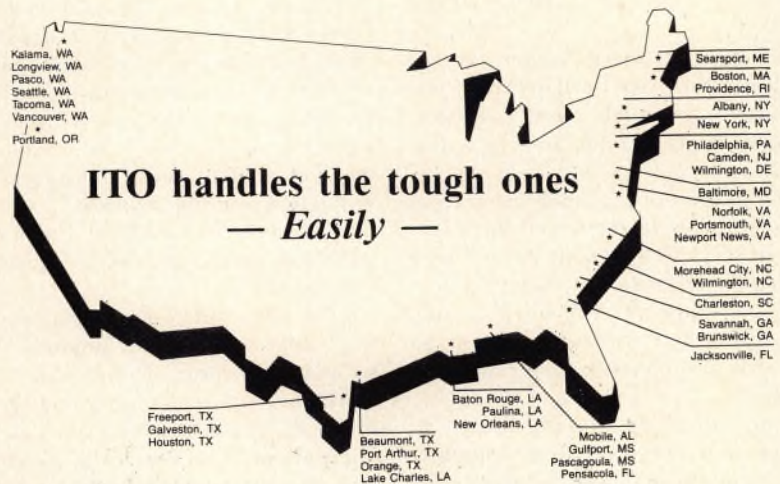 Kalama, WA
Longview, WA
Pasco, WA
Seattle, WA
Tacoma, WA
Vancouver, WA
Portland, OR
ITO handles the tough ones
— Easily —
Searsport, ME
Boston, MA
Providence, RI
Albany, NY
New York, NY
Philadelphia, PA
Camden, NJ
Wilmington, DE
Baltimore, MD
Norfolk, VA
Portsmouth, VA
Newport News, VA
Morehead City, NC
Wilmington, NC
Charleston, SC
Savannah, GA
Brunswick, GA
Jacksonville, FL
Freeport, TX
Galveston, TX
Houston, TX
Beaumont, TX
Port Arthur, TX
Orange, TX
Lake Charles, LA
Baton Rouge, LA
Paulina, LA
New Orleans, LA
Mobile, AL
Gulfport, MS
Pascagoula, MS
Pensacola, FL